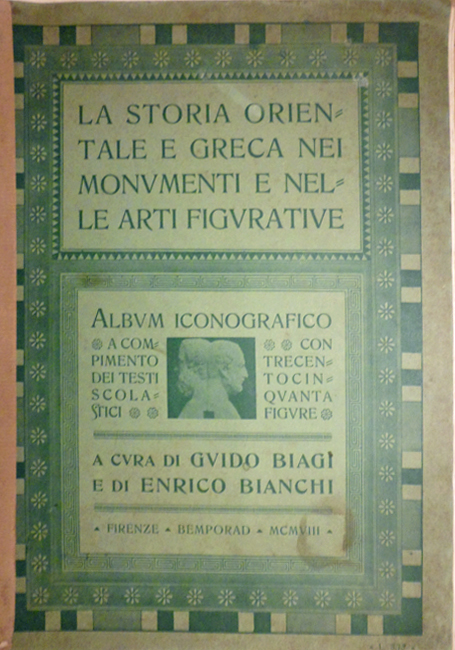 LA STORIA ORIEN=
TALE E GRECA NEI
MONVMENTI E NEL=
LE ARTI FIGVRATIVE
ALBVM ICONOGRAFICO
A COM=
PIMENTO
DEI TESTI
SCOLA=
STICI
CON
TRECEN=
TOCIN=
QVANTA
FIGVRE
A CVRA DI GVIDO BIAGI
E DI ENRICO BIANCHI
FIRENZE BEMPORAD MCMVIII